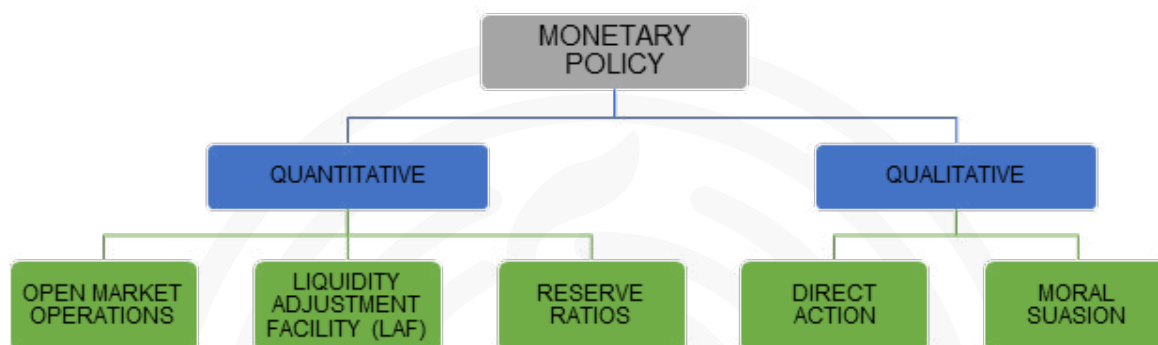 MONETARY
POLICY
QUANTITATIVE
QUALITATIVE
OPEN MARKET
OPERATIONS
LIQUIDITY
ADJUSTMENT
FACILITY (LAF)
RESERVE
RATIOS
DIRECT
ACTION
MORAL
SUASION